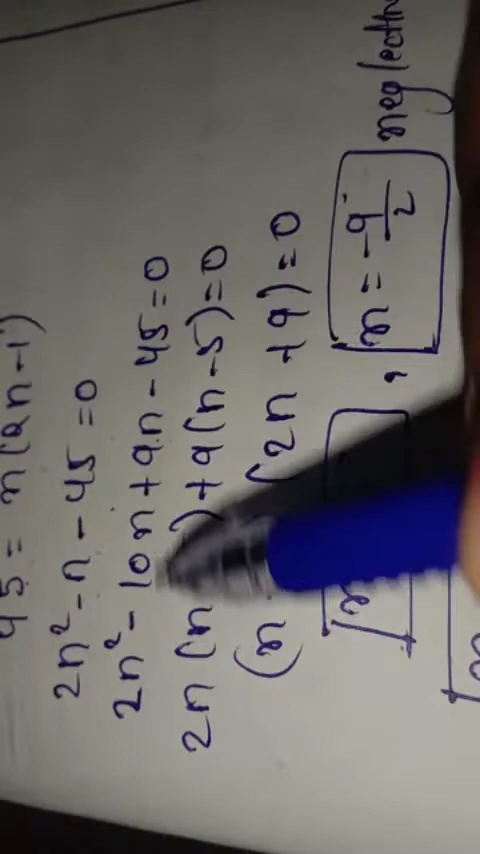 45 = n(2n-1)
2n² - n - 45 = 0
2n² - 10n + 9n - 45 = 0
2n(n ) + 9(n-5) = 0
(n (2n + 9) = 0
n , n = -9/2